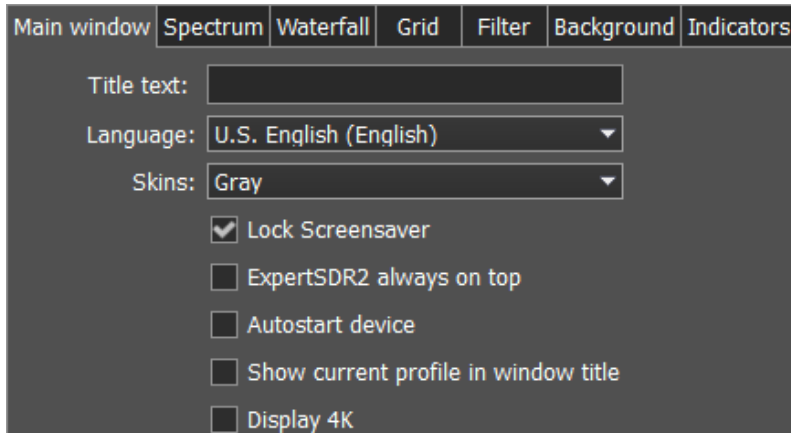 Main window Spectrum Waterfall Grid Filter Background Indicators
Title text:
Language: U.S. English (English)
Skins: Gray
Lock Screensaver
ExpertSDR2 always on top
Autostart device
Show current profile in window title
Display 4K